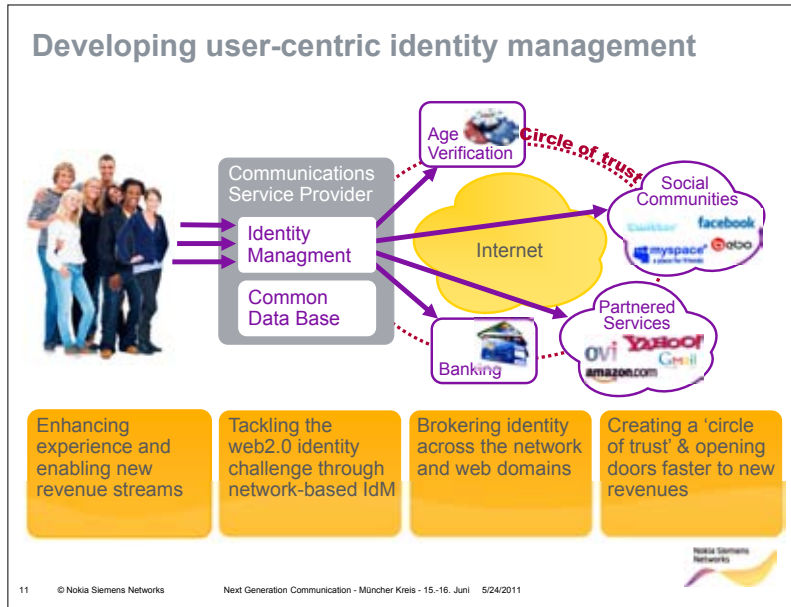 Developing user-centric identity management
Age
Verification
Circle of trust
Communications
Service Provider
Identity
Managment
Common
Data Base
Internet
Social
Communities
twitter
facebook
myspace
a place for friends
bebo
Banking
Partnered
Services
ovi
YAHOO!
Gmail
amazon.com
Enhancing
experience and
enabling new
revenue streams
Tackling the
web2.0 identity
challenge through
network-based IdM
Brokering identity
across the network
and web domains
Creating a ‘circle
of trust’ & opening
doors faster to new
revenues
Nokia Siemens
Networks
11 © Nokia Siemens Networks Next Generation Communication - Müncher Kreis - 15.-16. Juni 5/24/2011